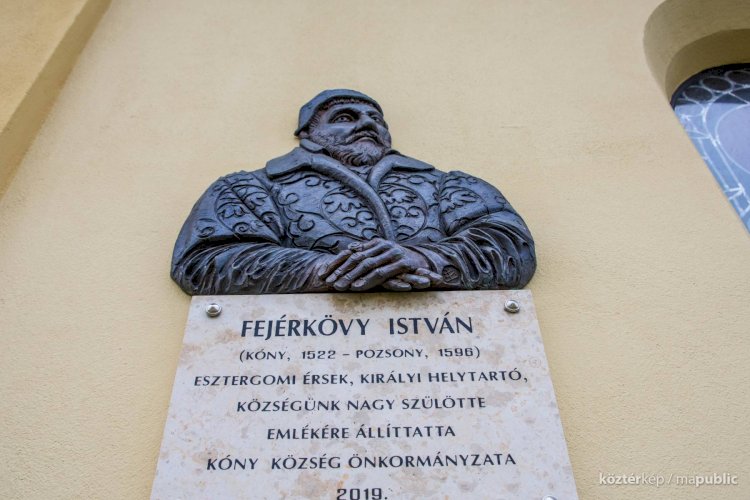 FEJÉRKÖVY ISTVÁN
(KÓNY, 1522 – POZSONY, 1596)
ESZTERGOMI ÉRSEK, KIRÁLYI HELYTARTÓ,
KÖZSÉGÜNK NAGY SZÜLÖTTE
EMLÉKÉRE ÁLLÍTTATTA
KÓNY KÖZSÉG ÖNKORMÁNYZATA
2019.
köztérkép / mapublic